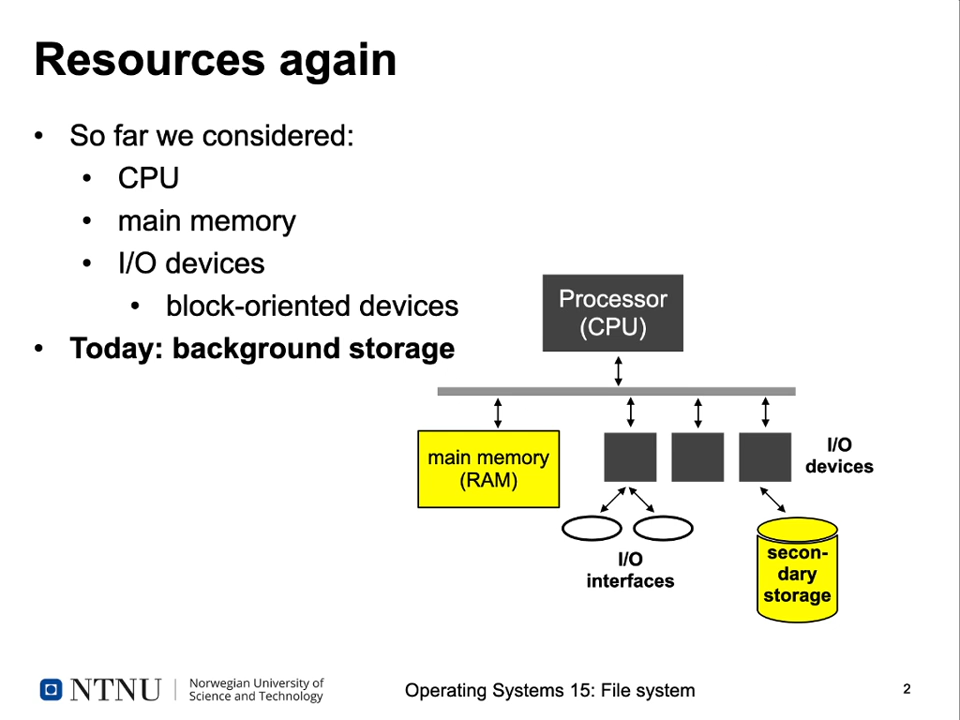 Resources again
• So far we considered:
• CPU
• main memory
• I/O devices
• block-oriented devices
• Today: background storage
Processor
(CPU)
main memory
(RAM)
I/O
devices
I/O
interfaces
secon-
dary
storage
NTNU
Norwegian University of
Science and Technology
Operating Systems 15: File system
2